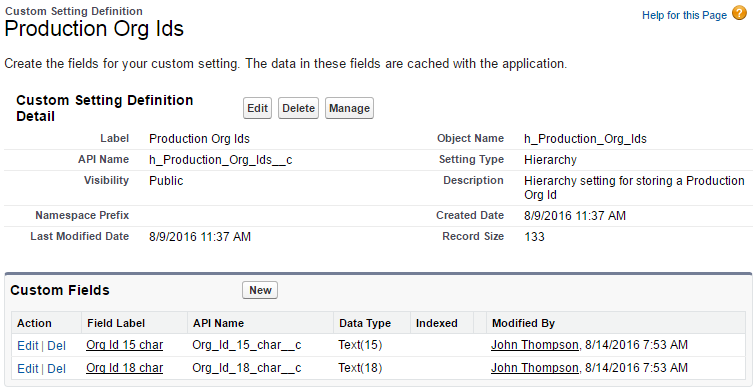 Custom Setting Definition
Production Org Ids
Help for this Page ?
Create the fields for your custom setting. The data in these fields are cached with the application.
Custom Setting Definition
Detail
Edit Delete Manage
Label Production Org Ids Object Name h_Production_Org_Ids
API Name h_Production_Org_Ids__c Setting Type Hierarchy
Visibility Public Description Hierarchy setting for storing a Production
Org Id
Namespace Prefix Created Date 8/9/2016 11:37 AM
Last Modified Date 8/9/2016 11:37 AM Record Size 133
Custom Fields New
Action Field Label API Name Data Type Indexed Modified By
Edit | Del Org Id 15 char Org_Id_15_char__c Text(15) John Thompson, 8/14/2016 7:53 AM
Edit | Del Org Id 18 char Org_Id_18_char__c Text(18) John Thompson, 8/14/2016 7:53 AM